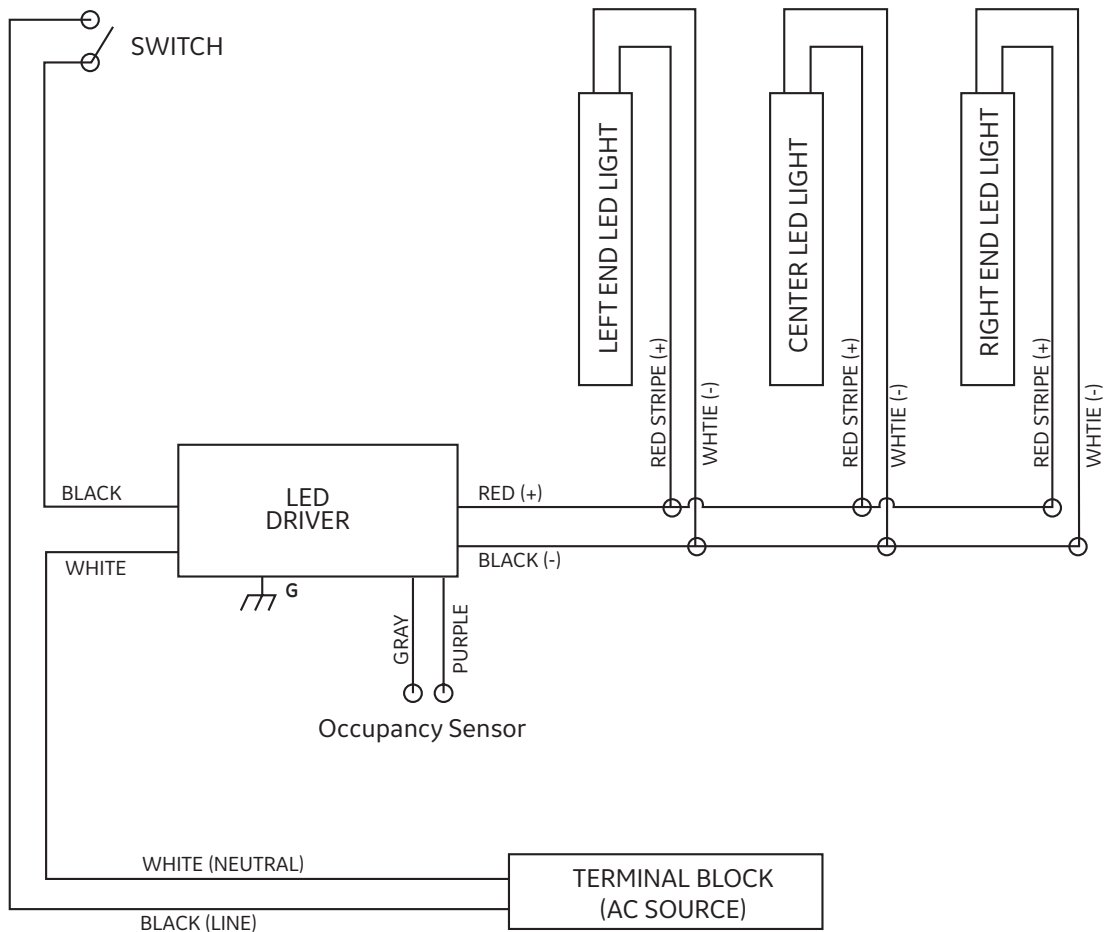 SWITCH
LEFT END LED LIGHT
CENTER LED LIGHT
RIGHT END LED LIGHT
RED STRIPE (+)
WHTIE (-)
RED STRIPE (+)
WHTIE (-)
RED STRIPE (+)
WHTIE (-)
BLACK
LED
DRIVER
RED (+)
WHITE
BLACK (-)
G
GRAY
PURPLE
Occupancy Sensor
WHITE (NEUTRAL)
BLACK (LINE)
TERMINAL BLOCK
(AC SOURCE)